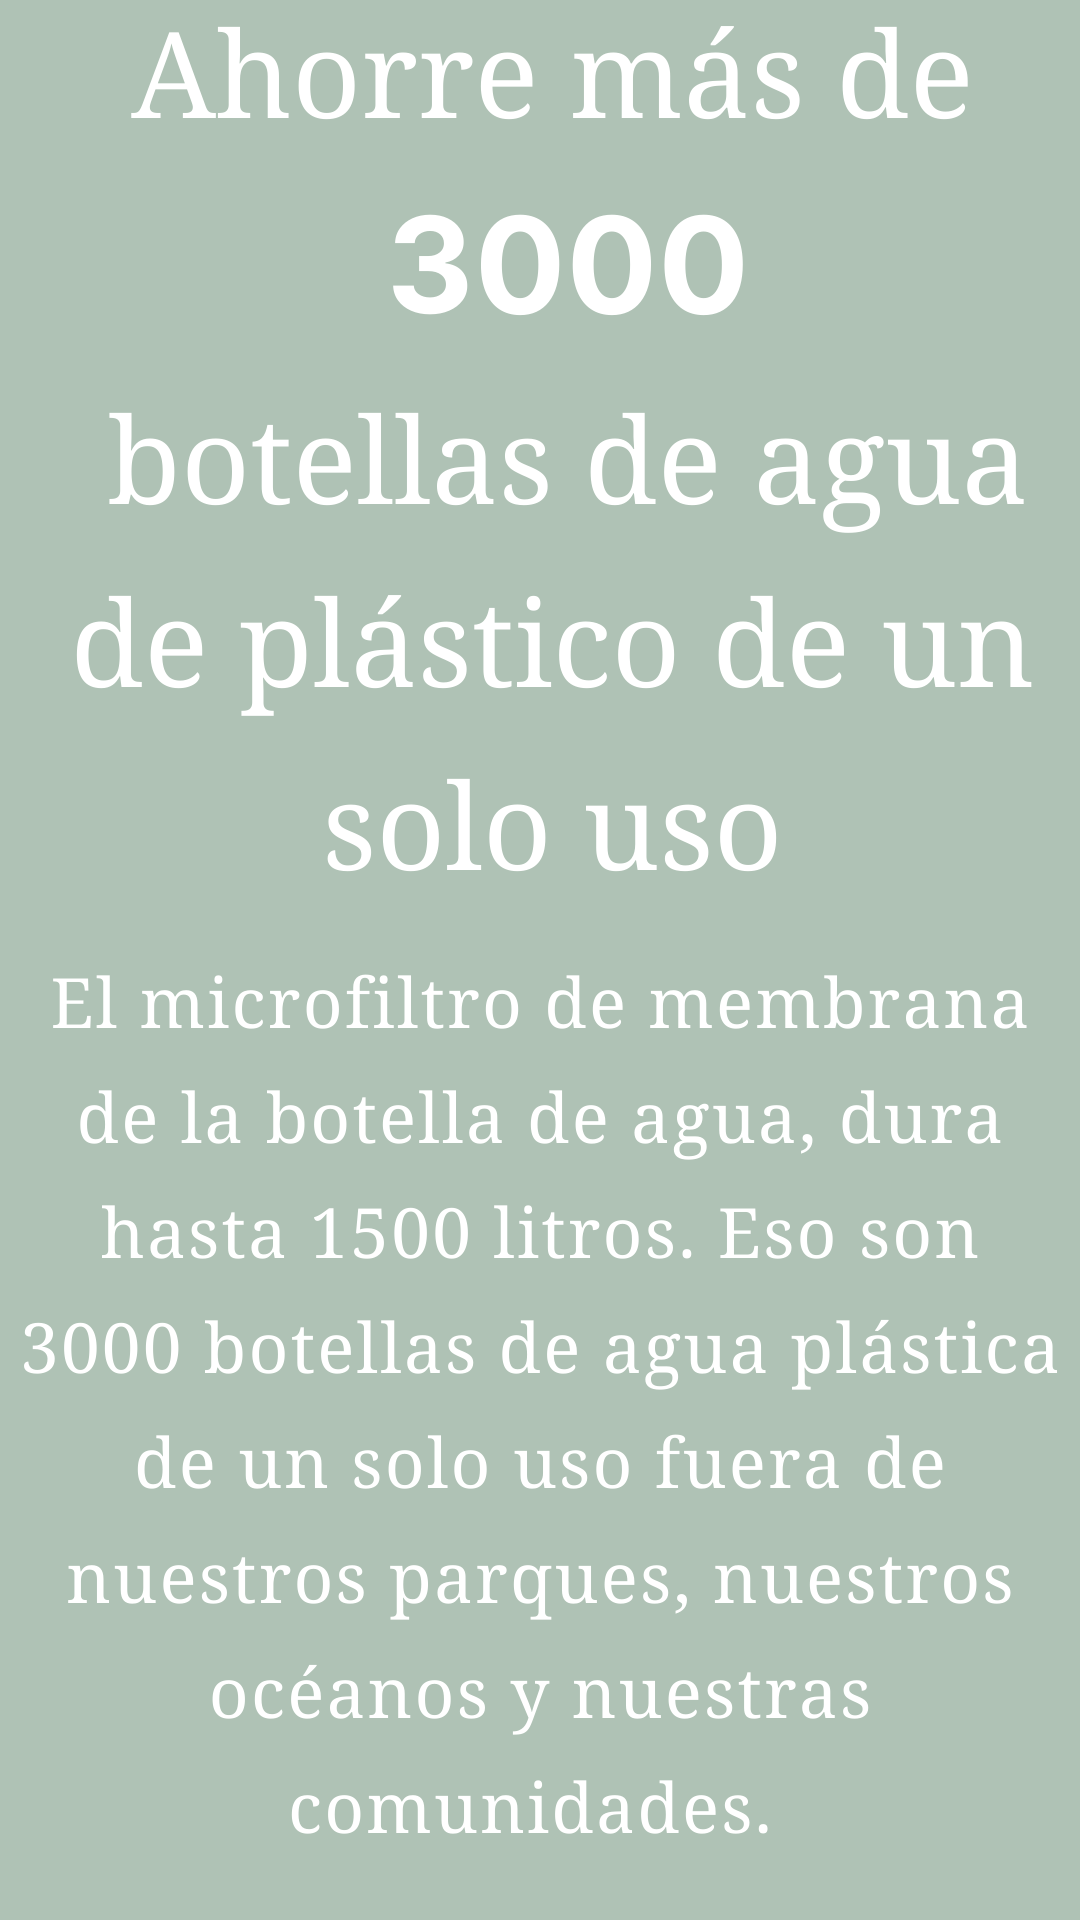 Ahorre más de
3000
botellas de agua
de plástico de un
solo uso
El microfiltro de membrana
de la botella de agua, dura
hasta 1500 litros. Eso son
3000 botellas de agua plástica
de un solo uso fuera de
nuestros parques, nuestros
océanos y nuestras
comunidades.